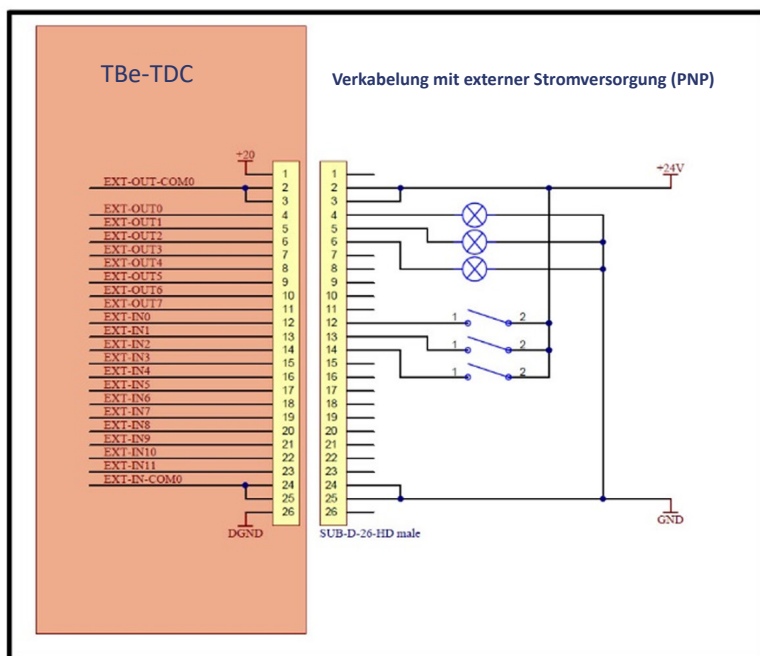 TBe-TDC
Verkabelung mit externer Stromversorgung (PNP)
+20
+24V
EXT-OUT-COM0
EXT-OUT0
EXT-OUT1
EXT-OUT2
EXT-OUT3
EXT-OUT4
EXT-OUT5
EXT-OUT6
EXT-OUT7
EXT-IN0
EXT-IN1
EXT-IN2
EXT-IN3
EXT-IN4
EXT-IN5
EXT-IN6
EXT-IN7
EXT-IN8
EXT-IN9
EXT-IN10
EXT-IN11
EXT-IN-COM0
1
2
3
4
5
6
7
8
9
10
11
12
13
14
15
16
17
18
19
20
21
22
23
24
25
26
1
2
3
4
5
6
7
8
9
10
11
12
13
14
15
16
17
18
19
20
21
22
23
24
25
26
1 2
1 2
1 2
DGND
SUB-D-26-HD male
GND